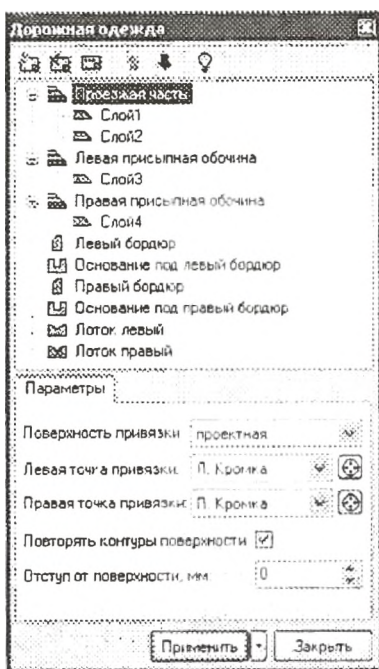 Дорожная одежда
Проезжая часть
Слой1
Слой2
Левая присыпная обочина
Слой3
Правая присыпная обочина
Слой4
Левый бордюр
Основание под левый бордюр
Правый бордюр
Основание под правый бордюр
Лоток левый
Лоток правый
Параметры
Поверхность привязки проектная
Левая точка привязки: Л. Кромка
Правая точка привязки: П. Кромка
Повторять контуры поверхности
Отступ от поверхности, мм 0
Применить Закрыть